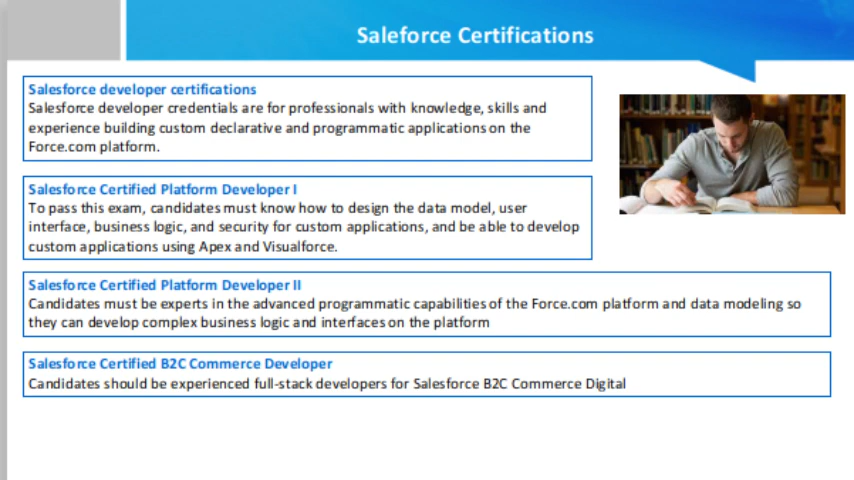 Saleforce Certifications
Salesforce developer certifications
Salesforce developer credentials are for professionals with knowledge, skills and
experience building custom declarative and programmatic applications on the
Force.com platform.
Salesforce Certified Platform Developer I
To pass this exam, candidates must know how to design the data model, user
interface, business logic, and security for custom applications, and be able to develop
custom applications using Apex and Visualforce.
Salesforce Certified Platform Developer II
Candidates must be experts in the advanced programmatic capabilities of the Force.com platform and data modeling so
they can develop complex business logic and interfaces on the platform
Salesforce Certified B2C Commerce Developer
Candidates should be experienced full-stack developers for Salesforce B2C Commerce Digital